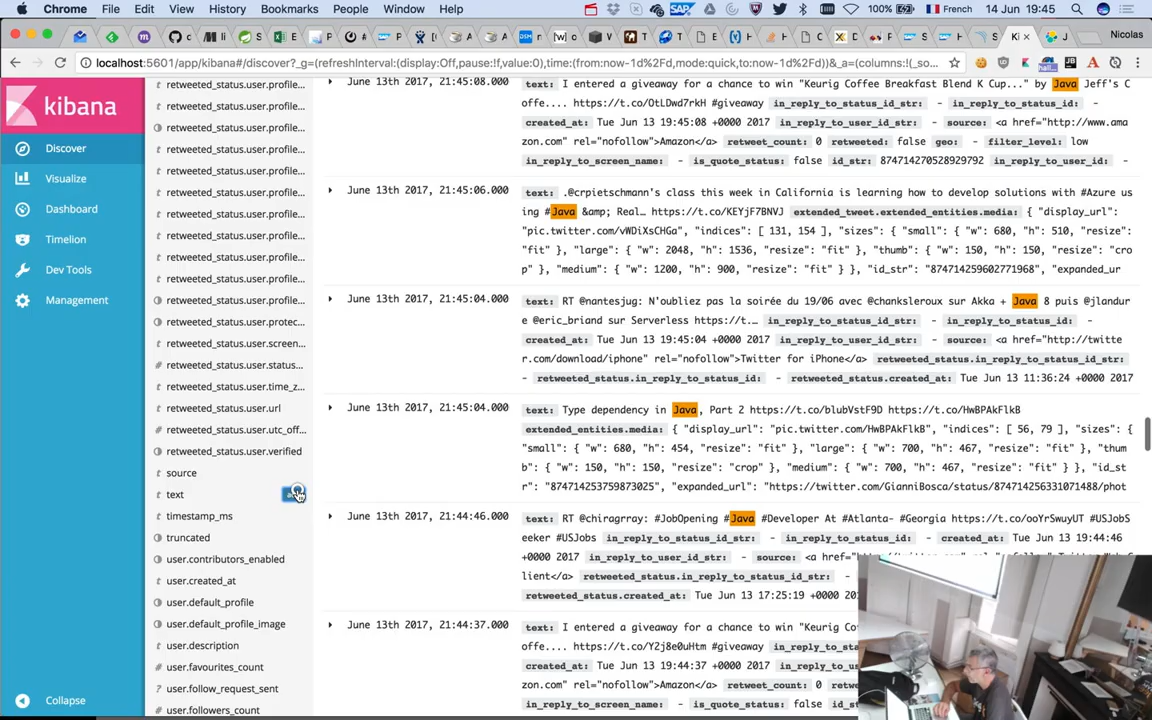 Chrome File Edit View History Bookmarks People Window Help 100% French 14 Jun 19:45
Nicolas
localhost:5601/app/kibana#/discover?_g=(refreshInterval:(display:Off,pause:!f,value:0),time:(from:now-1d%2Fd,mode:quick,to:now-1d%2Fd))&_a=(columns:!(_so...
kibana
Discover
Visualize
Dashboard
Timelion
Dev Tools
Management
Collapse
retweeted_status.user.profile...
retweeted_status.user.profile...
retweeted_status.user.profile...
retweeted_status.user.profile...
retweeted_status.user.profile...
retweeted_status.user.profile...
retweeted_status.user.profile...
retweeted_status.user.profile...
retweeted_status.user.profile...
retweeted_status.user.profile...
retweeted_status.user.profile...
retweeted_status.user.protec...
retweeted_status.user.screen...
retweeted_status.user.status...
retweeted_status.user.time_z...
retweeted_status.user.url
retweeted_status.user.utc_off...
retweeted_status.user.verified
source
text
timestamp_ms
truncated
user.contributors_enabled
user.created_at
user.default_profile
user.default_profile_image
user.description
user.favourites_count
user.follow_request_sent
user.followers_count
June 13th 2017, 21:45:08.000
text: I entered a giveaway for a chance to win "Keurig Coffee Breakfast Blend K Cup..." by Java Jeff's C
offe.... https://t.co/OtLDwd7rkH #giveaway in_reply_to_status_id_str: - in_reply_to_status_id: -
created_at: Tue Jun 13 19:45:08 +0000 2017 in_reply_to_user_id_str: - source: <a href="http://www.ama
zon.com" rel="nofollow">Amazon</a> retweet_count: 0 retweeted: false geo: - filter_level: low
in_reply_to_screen_name: - is_quote_status: false id_str: 874714270528929792 in_reply_to_user_id: -
June 13th 2017, 21:45:06.000
text: .@crpietschmann's class this week in California is learning how to develop solutions with #Azure us
ing #Java &amp; Real… https://t.co/KEYjF7BNVJ extended_tweet.extended_entities.media: { "display_url":
"pic.twitter.com/vWDiXsCHGa", "indices": [ 131, 154 ], "sizes": { "small": { "w": 680, "h": 510, "resize":
"fit" }, "large": { "w": 2048, "h": 1536, "resize": "fit" }, "thumb": { "w": 150, "h": 150, "resize": "cro
p" }, "medium": { "w": 1200, "h": 900, "resize": "fit" } }, "id_str": "874714259602771968", "expanded_ur
June 13th 2017, 21:45:04.000
text: RT @nantesjug: N'oubliez pas la soirée du 19/06 avec @chanksleroux sur Akka + Java 8 puis @jlandur
e @eric_briand sur Serverless https://t.… in_reply_to_status_id_str: - in_reply_to_status_id: -
created_at: Tue Jun 13 19:45:04 +0000 2017 in_reply_to_user_id_str: - source: <a href="http://twitte
r.com/download/iphone" rel="nofollow">Twitter for iPhone</a> retweeted_status.in_reply_to_status_id_str:
- retweeted_status.in_reply_to_status_id: - retweeted_status.created_at: Tue Jun 13 11:36:24 +0000 2017
June 13th 2017, 21:45:04.000
text: Type dependency in Java, Part 2 https://t.co/blubVstF9D https://t.co/HwBPAkFlkB
extended_entities.media: { "display_url": "pic.twitter.com/HwBPAkFlkB", "indices": [ 56, 79 ], "sizes": {
"small": { "w": 680, "h": 454, "resize": "fit" }, "large": { "w": 700, "h": 467, "resize": "fit" }, "thum
b": { "w": 150, "h": 150, "resize": "crop" }, "medium": { "w": 700, "h": 467, "resize": "fit" } }, "id_st
r": "874714253759873025", "expanded_url": "https://twitter.com/GianniBosca/status/874714256331071488/phot
June 13th 2017, 21:44:46.000
text: RT @chiragrray: #JobOpening #Java #Developer At #Atlanta- #Georgia https://t.co/ooYrSwuyUT #USJobS
eeker #USJobs in_reply_to_status_id_str: - in_reply_to_status_id: - created_at: Tue Jun 13 19:44:46
+0000 2017 in_reply_to_user_id_str: - source: <a
lient</a> retweeted_status.in_reply_to_status_id_str:
retweeted_status.created_at: Tue Jun 13 17:25:19 +0000 201
June 13th 2017, 21:44:37.000
text: I entered a giveaway for a chance to win "Keurig Co
offe.... https://t.co/Y2j8e0uHtm #giveaway in_reply_to_st
created_at: Tue Jun 13 19:44:37 +0000 2017 in_reply_to_us
zon.com" rel="nofollow">Amazon</a> retweet_count: 0 retwe
in_reply_to_screen_name: - is_quote_status: false id_str: